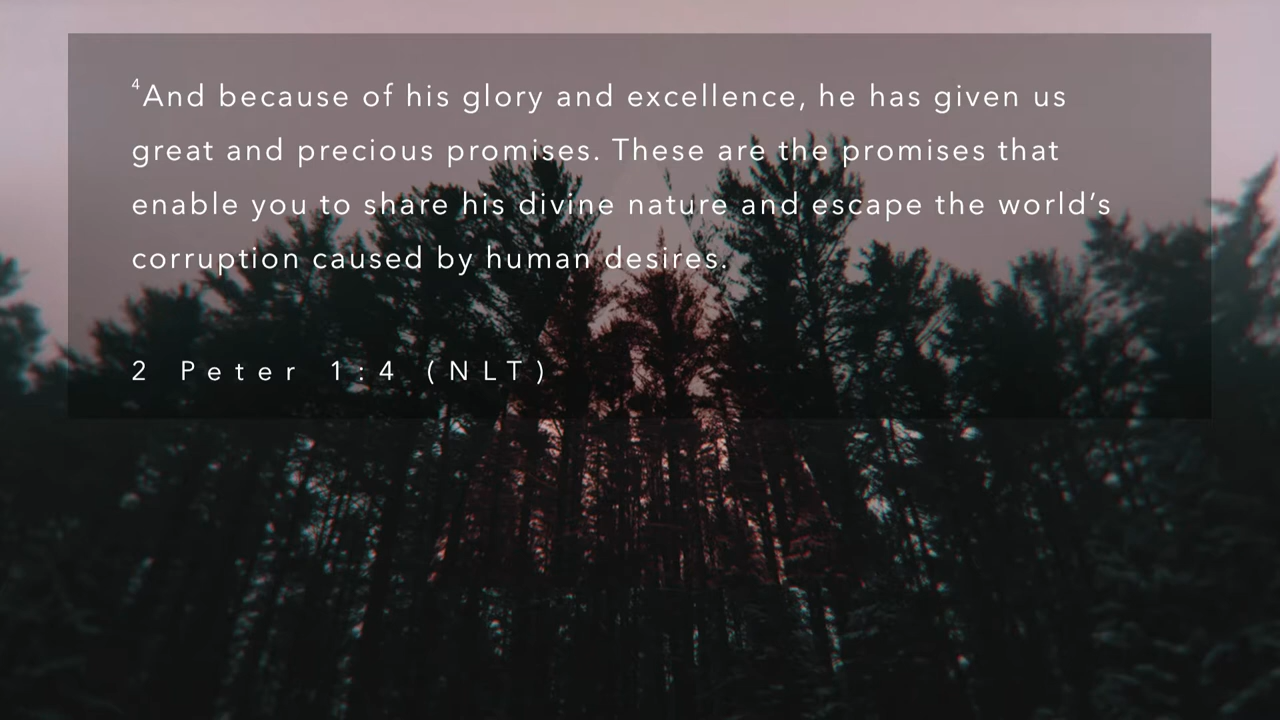 4And because of his glory and excellence, he has given us
great and precious promises. These are the promises that
enable you to share his divine nature and escape the world’s
corruption caused by human desires.
2 Peter 1:4 (NLT)